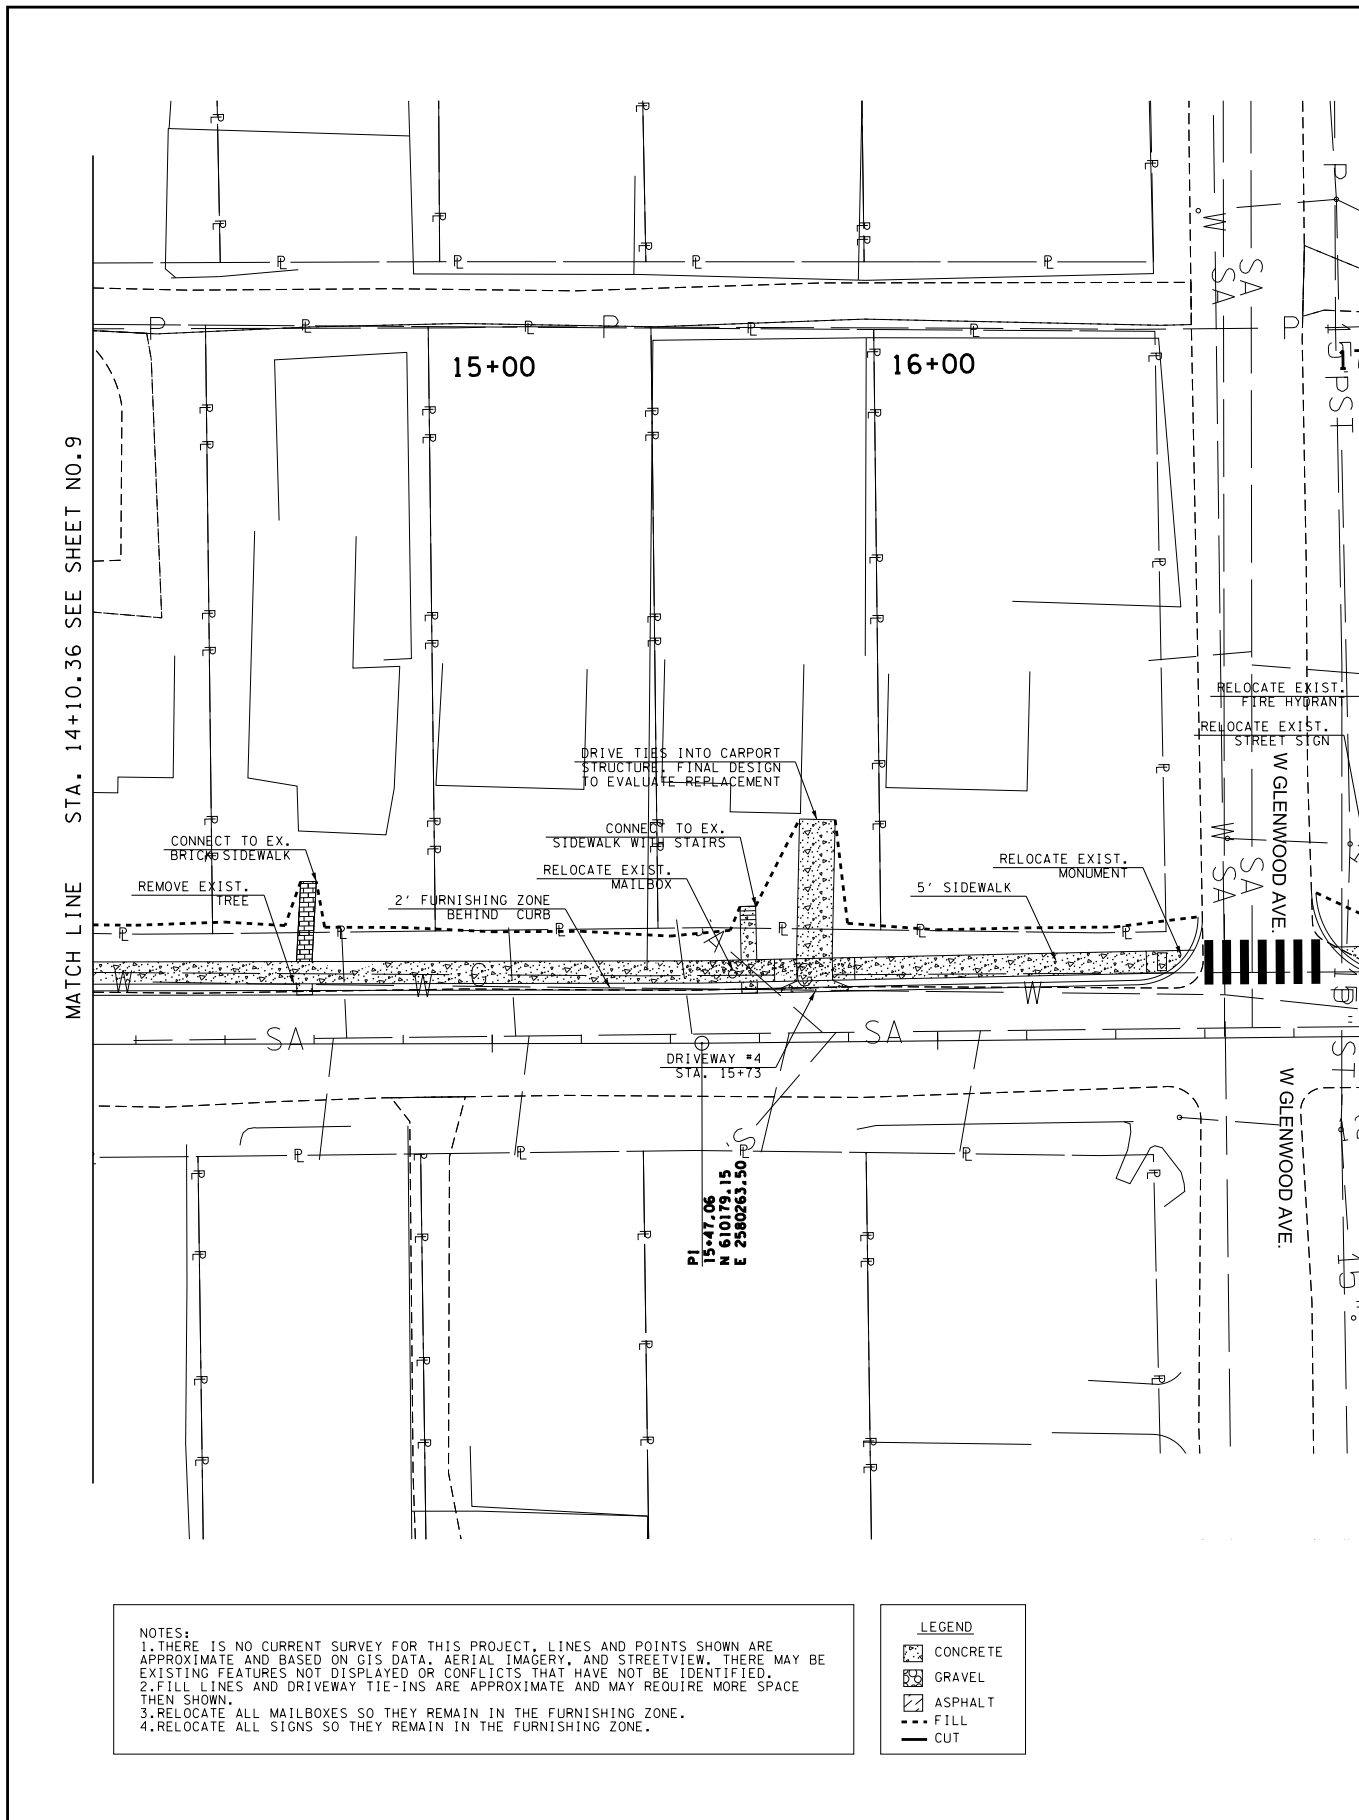 15+00
16+00
MATCH LINE STA. 14+10.36 SEE SHEET NO.9
P
P
P
P
W
SA
SA
15"PST
RELOCATE EXIST.
FIRE HYDRANT
RELOCATE EXIST.
STREET SIGN
W GLENWOOD AVE.
DRIVE TIES INTO CARPORT
STRUCTURE. FINAL DESIGN
TO EVALUATE REPLACEMENT
CONNECT TO EX.
BRICK SIDEWALK
CONNECT TO EX.
SIDEWALK WITH STAIRS
RELOCATE EXIST.
MAILBOX
RELOCATE EXIST.
MONUMENT
REMOVE EXIST.
TREE
2' FURNISHING ZONE
BEHIND CURB
5' SIDEWALK
W
SA
SA
W
W
G
W
SA
SA
DRIVEWAY #4
STA. 15+73
W GLENWOOD AVE.
PI
15+47.06
N 610179.15
E 2580263.50
15"
NOTES:
1.THERE IS NO CURRENT SURVEY FOR THIS PROJECT, LINES AND POINTS SHOWN ARE
APPROXIMATE AND BASED ON GIS DATA, AERIAL IMAGERY, AND STREETVIEW. THERE MAY BE
EXISTING FEATURES NOT DISPLAYED OR CONFLICTS THAT HAVE NOT BE IDENTIFIED.
2.FILL LINES AND DRIVEWAY TIE-INS ARE APPROXIMATE AND MAY REQUIRE MORE SPACE
THEN SHOWN.
3.RELOCATE ALL MAILBOXES SO THEY REMAIN IN THE FURNISHING ZONE.
4.RELOCATE ALL SIGNS SO THEY REMAIN IN THE FURNISHING ZONE.
LEGEND
CONCRETE
GRAVEL
ASPHALT
FILL
CUT